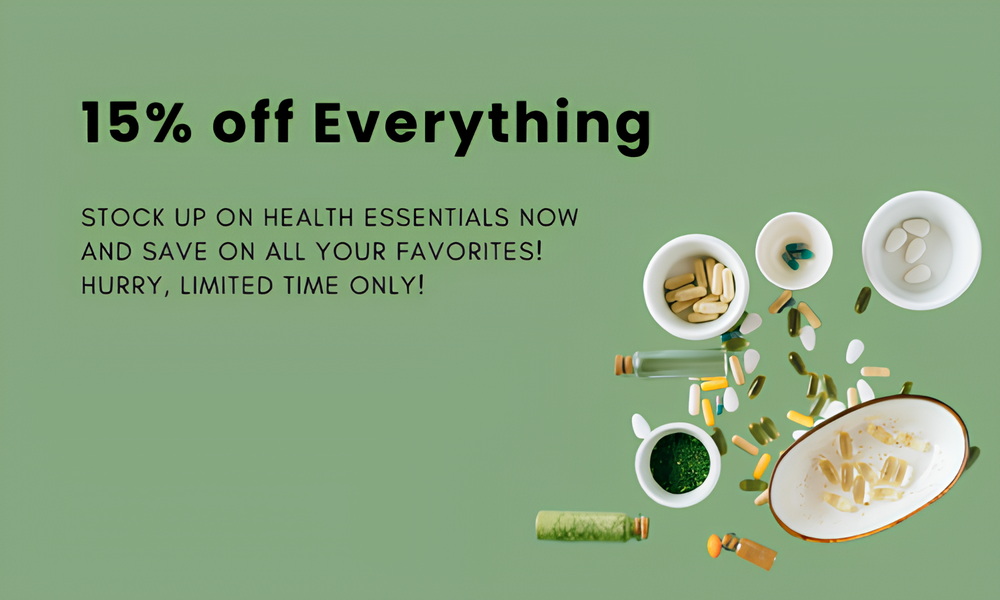 15% off Everything
STOCK UP ON HEALTH ESSENTIALS NOW
AND SAVE ON ALL YOUR FAVORITES!
HURRY, LIMITED TIME ONLY!